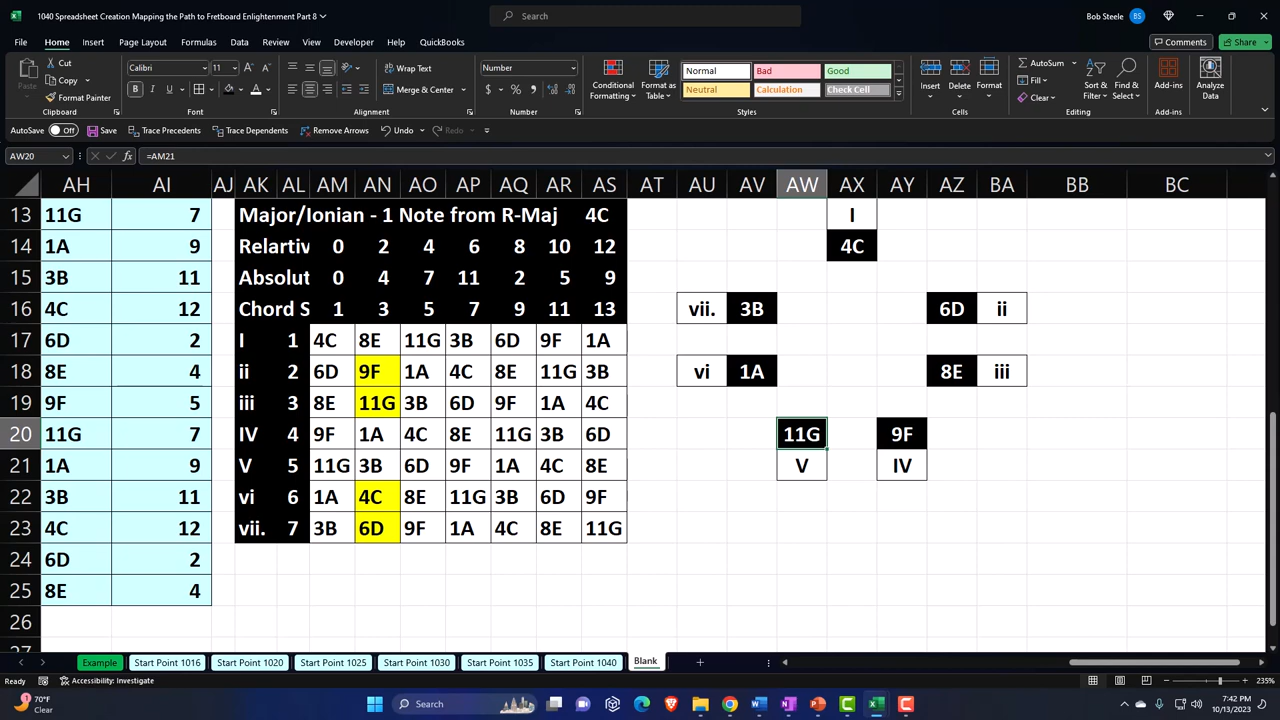 1040 Spreadsheet Creation Mapping the Path to Fretboard Enlightenment Part 8
Search
Bob Steele BS
File Home Insert Page Layout Formulas Data Review View Developer Help QuickBooks Comments Share
Paste Cut Copy Format Painter Calibri 11 Wrap Text Merge & Center Number
Conditional Formatting Format as Table Normal Bad Good Neutral Calculation Check Cell
Insert Delete Format AutoSum Fill Clear Sort & Filter Find & Select Add-ins Analyze Data
Clipboard Font Alignment Number Styles Cells Editing Add-ins
AutoSave Off Save Trace Precedents Trace Dependents Remove Arrows Undo Redo
AW20 fx =AM21
AH AI AJ AK AL AM AN AO AP AQ AR AS AT AU AV AW AX AY AZ BA BB BC
13 11G 7 Major/Ionian - 1 Note from R-Maj 4C I
14 1A 9 Relartiv 0 2 4 6 8 10 12 4C
15 3B 11 Absolut 0 4 7 11 2 5 9
16 4C 12 Chord S 1 3 5 7 9 11 13 vii. 3B 6D ii
17 6D 2 I 1 4C 8E 11G 3B 6D 9F 1A
18 8E 4 ii 2 6D 9F 1A 4C 8E 11G 3B vi 1A 8E iii
19 9F 5 iii 3 8E 11G 3B 6D 9F 1A 4C
20 11G 7 IV 4 9F 1A 4C 8E 11G 3B 6D 11G 9F
21 1A 9 V 5 11G 3B 6D 9F 1A 4C 8E V IV
22 3B 11 vi 6 1A 4C 8E 11G 3B 6D 9F
23 4C 12 vii. 7 3B 6D 9F 1A 4C 8E 11G
24 6D 2
25 8E 4
26
27
Example Start Point 1016 Start Point 1020 Start Point 1025 Start Point 1030 Start Point 1035 Start Point 1040 Blank
Ready Accessibility: Investigate 235%
70°F
Clear
Search
7:42 PM
10/13/2023